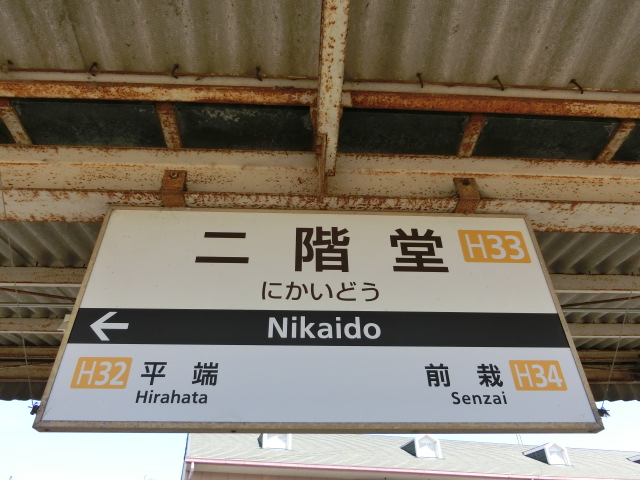 二階堂 H33
にかいどう
← Nikaido
H32 平端 前栽 H34
Hirahata Senzai